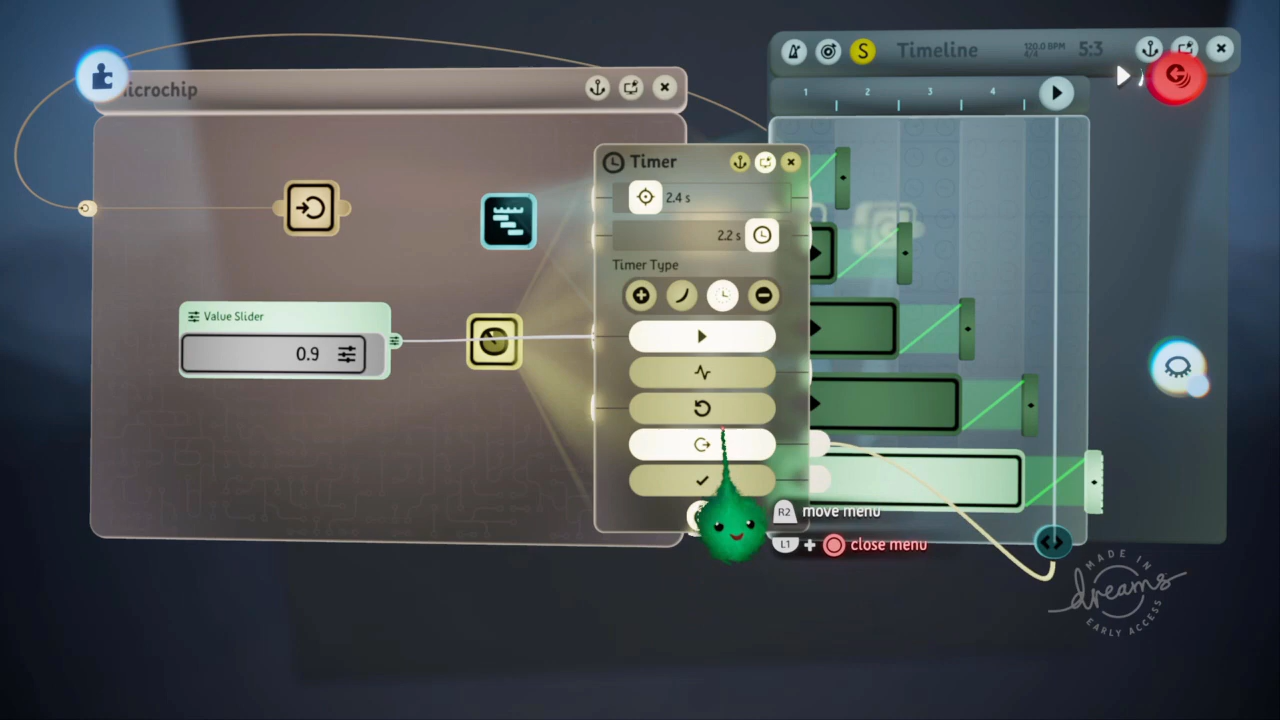 icrochip
Timeline
120.0 BPM
4/4
5:3
1
2
3
4
Timer
2.4 s
2.2 s
Timer Type
Value Slider
0.9
R2 move menu
L1 + close menu
MADE IN
dreams
EARLY ACCESS